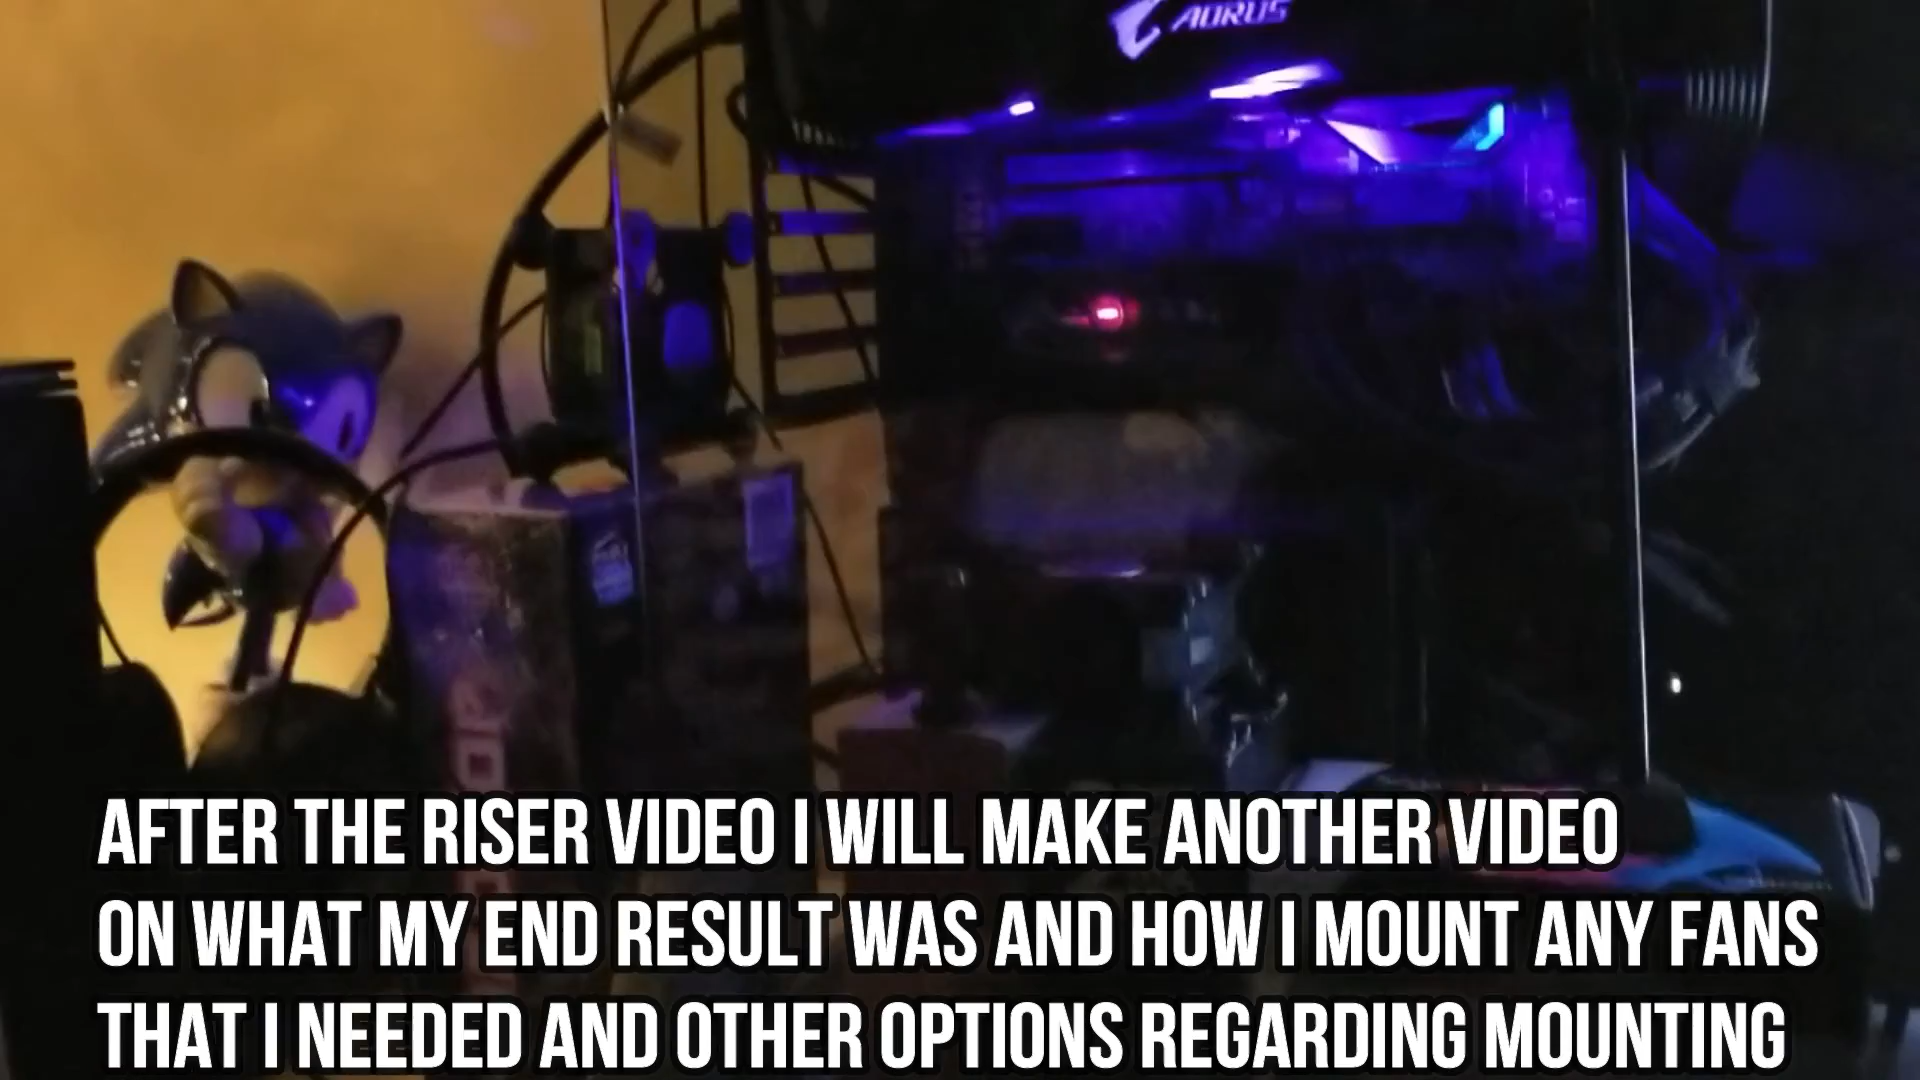 AORUS
AFTER THE RISER VIDEO I WILL MAKE ANOTHER VIDEO
ON WHAT MY END RESULT WAS AND HOW I MOUNT ANY FANS
THAT I NEEDED AND OTHER OPTIONS REGARDING MOUNTING